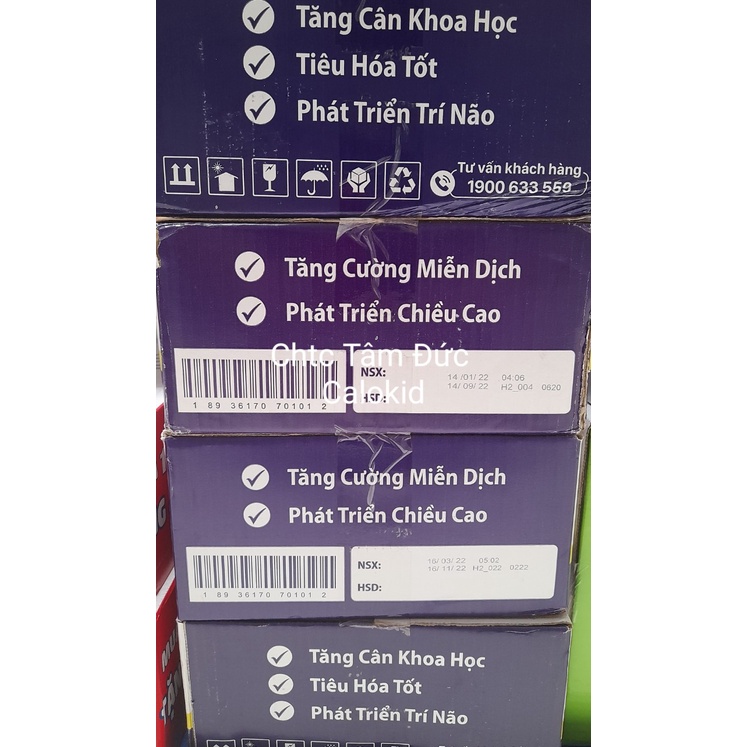 Tăng Cân Khoa Học
Tiêu Hóa Tốt
Phát Triển Trí Não
Tư vấn khách hàng
1900 633 559
Tăng Cường Miễn Dịch
Phát Triển Chiều Cao
Chtc Tâm Đức
Calckid
NSX: 14 /01/ 22 04:06
14/ 09/ 22 H2_004 0620
HSD:
1 89 36170 70101 2
Tăng Cường Miễn Dịch
Phát Triển Chiều Cao
NSX: 16/ 03/ 22 05:02
16/ 11/ 22 H2_022 0222
HSD:
1 89 36170 70101 2
Tăng Cân Khoa Học
Tiêu Hóa Tốt
Phát Triển Trí Não